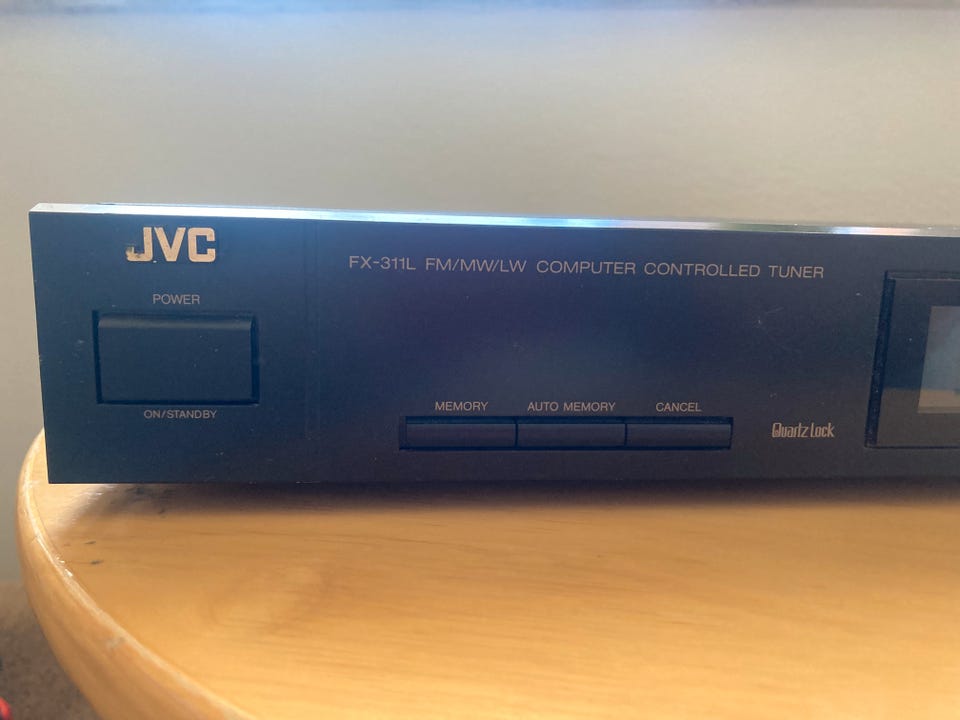 JVC
POWER
ON/STANDBY
FX-311L FM/MW/LW COMPUTER CONTROLLED TUNER
MEMORY AUTO MEMORY CANCEL
Quartz Lock